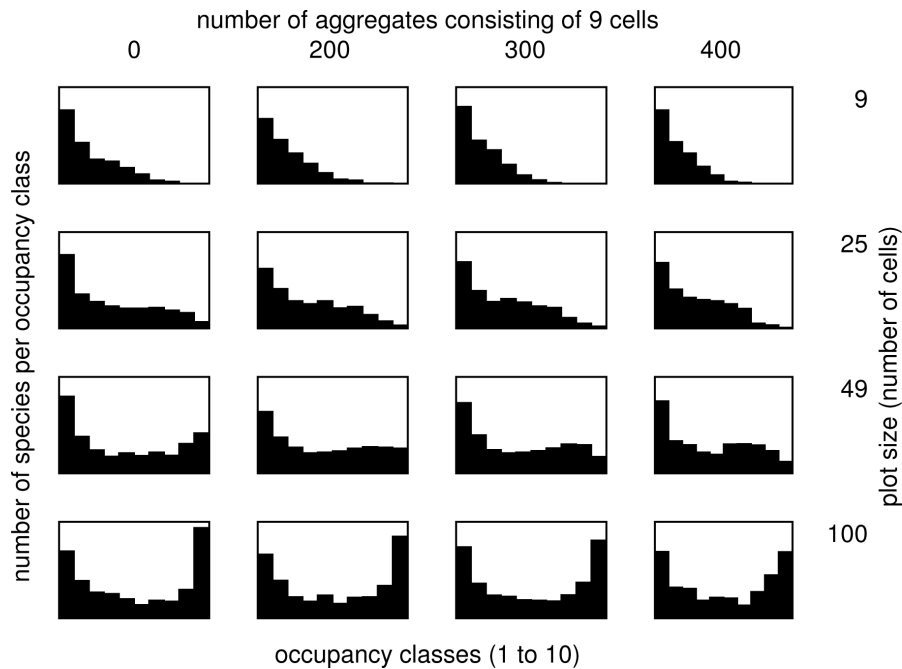 number of aggregates consisting of 9 cells
0 200 300 400
9
25
49
100
number of species per occupancy class
plot size (number of cells)
occupancy classes (1 to 10)